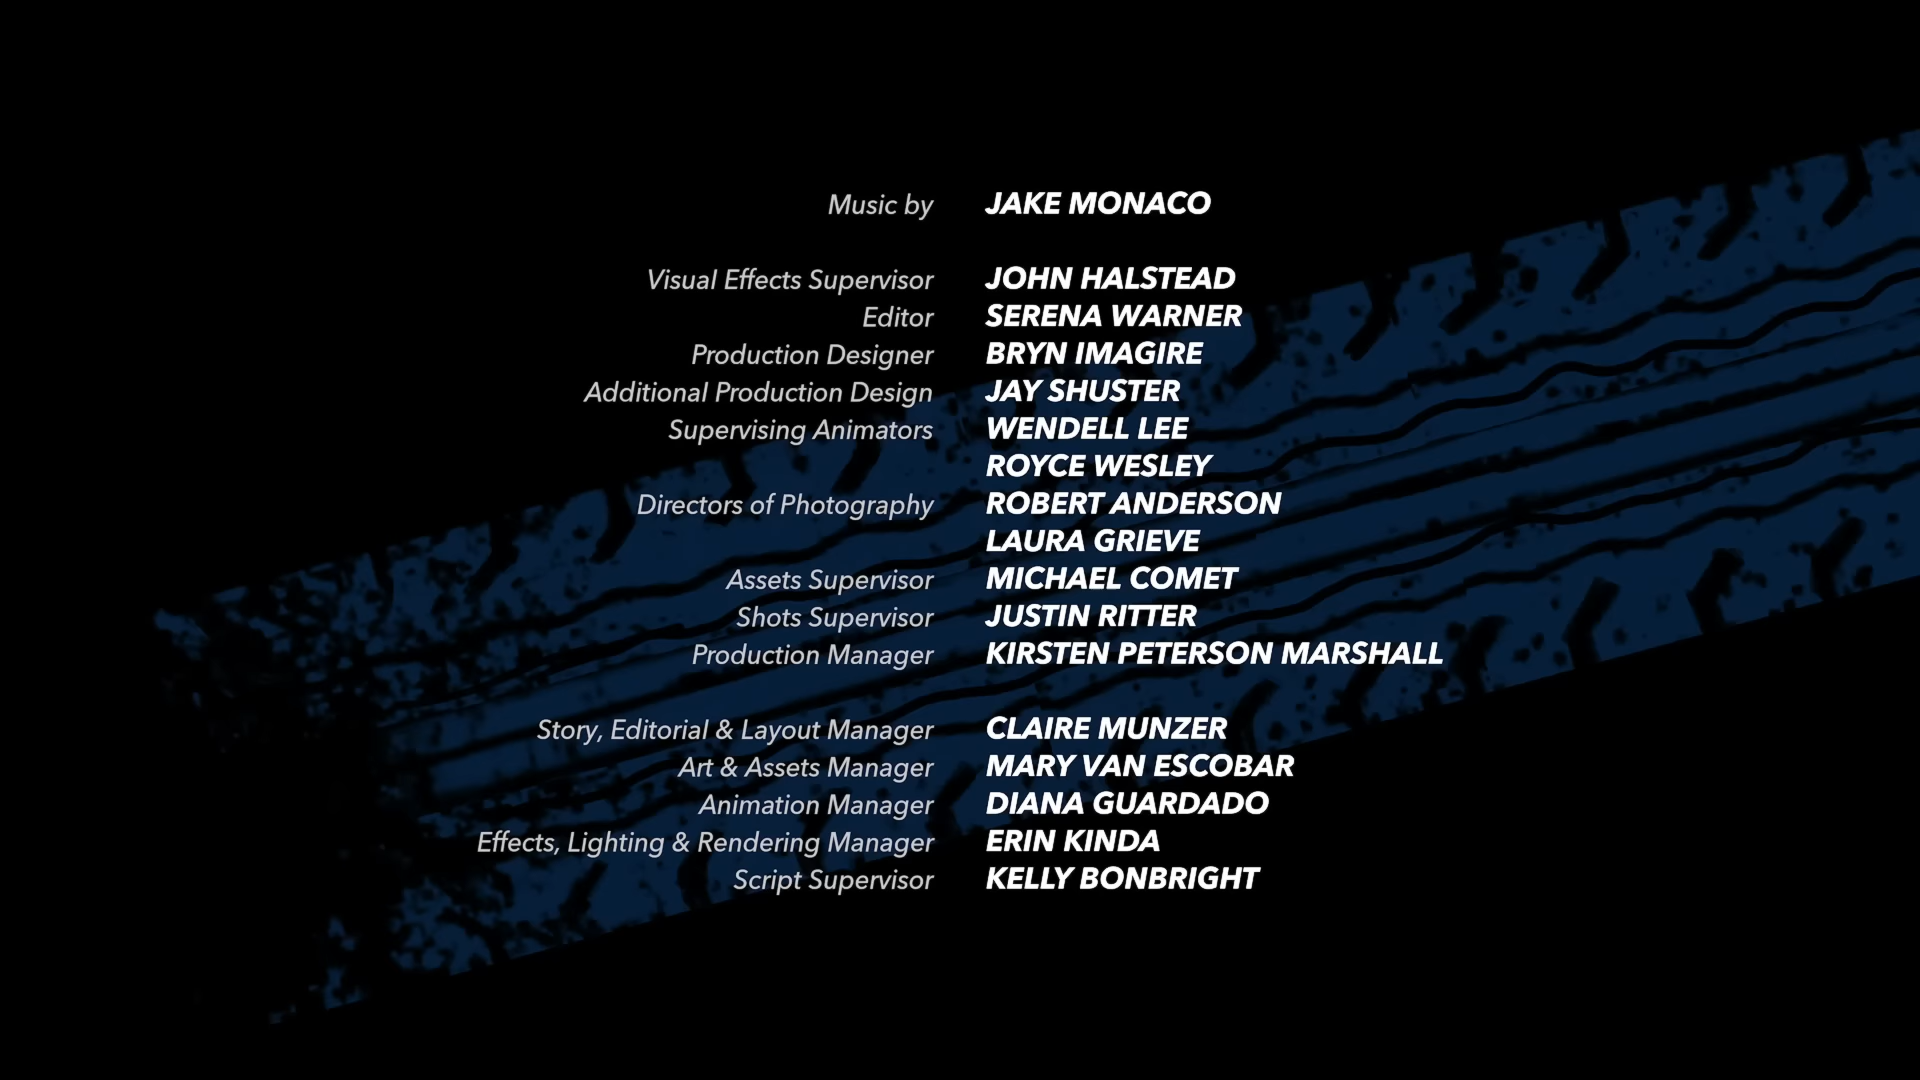 Music by JAKE MONACO
Visual Effects Supervisor JOHN HALSTEAD
Editor SERENA WARNER
Production Designer BRYN IMAGIRE
Additional Production Design JAY SHUSTER
Supervising Animators WENDELL LEE
ROYCE WESLEY
Directors of Photography ROBERT ANDERSON
LAURA GRIEVE
Assets Supervisor MICHAEL COMET
Shots Supervisor JUSTIN RITTER
Production Manager KIRSTEN PETERSON MARSHALL
Story, Editorial & Layout Manager CLAIRE MUNZER
Art & Assets Manager MARY VAN ESCOBAR
Animation Manager DIANA GUARDADO
Effects, Lighting & Rendering Manager ERIN KINDA
Script Supervisor KELLY BONBRIGHT